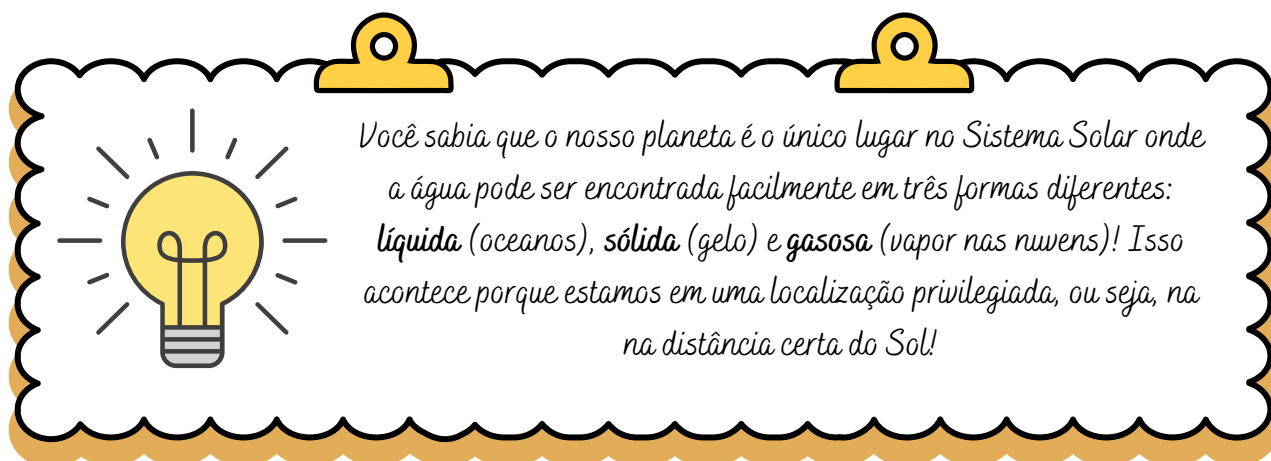 Você sabia que o nosso planeta é o único lugar no Sistema Solar onde
a água pode ser encontrada facilmente em três formas diferentes:
líquida (oceanos), sólida (gelo) e gasosa (vapor nas nuvens)! Isso
acontece porque estamos em uma localização privilegiada, ou seja, na
na distância certa do Sol!